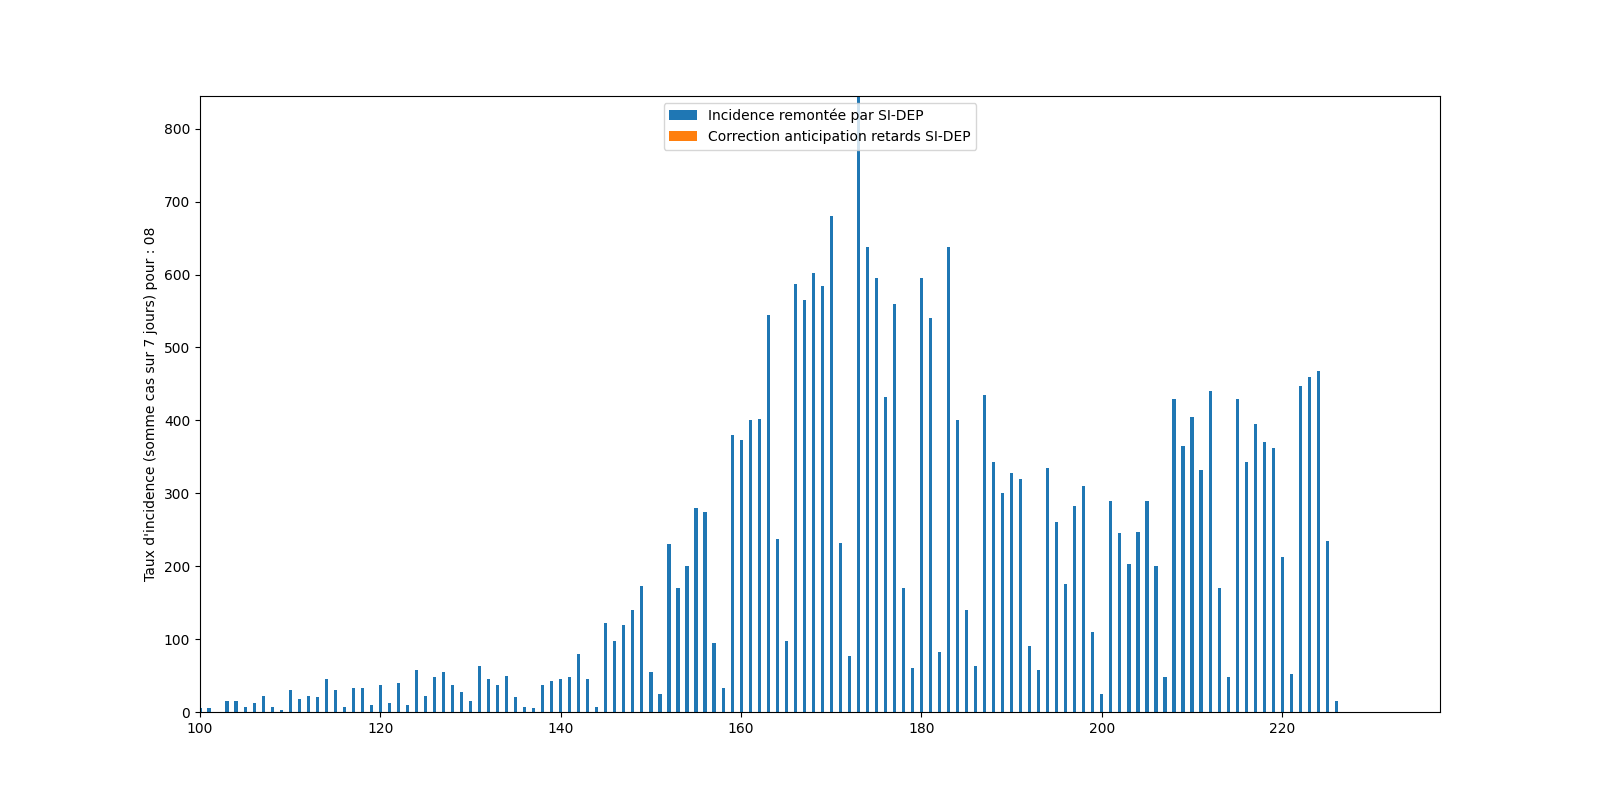 Incidence remontée par SI-DEP
Correction anticipation retards SI-DEP
Taux d'incidence (somme cas sur 7 jours) pour : 08
800
700
600
500
400
300
200
100
0
100 120 140 160 180 200 220